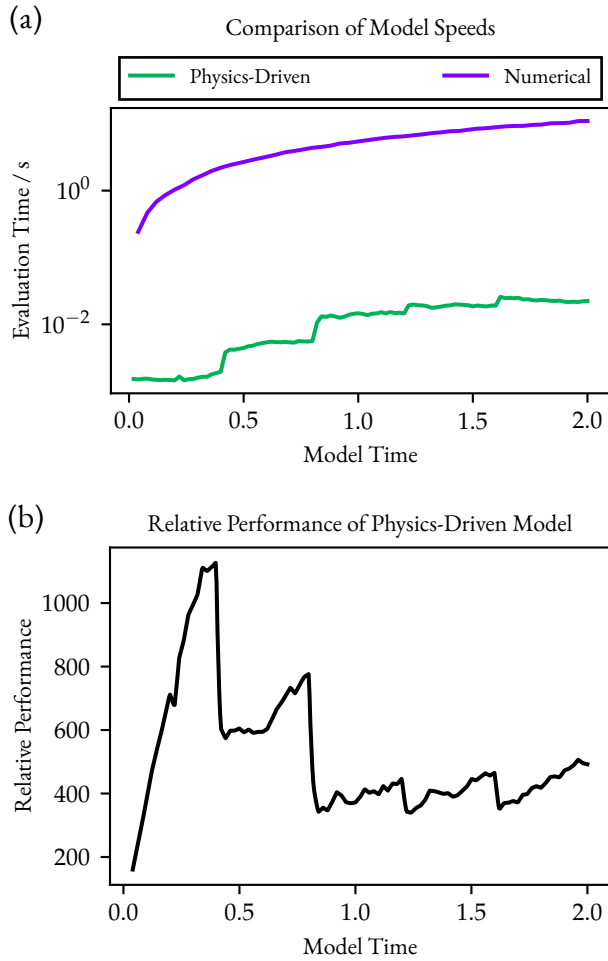 (a)
Comparison of Model Speeds
Physics-Driven Numerical
Evaluation Time / s
10⁰
10⁻²
0.0 0.5 1.0 1.5 2.0
Model Time
(b)
Relative Performance of Physics-Driven Model
Relative Performance
1000
800
600
400
200
0.0 0.5 1.0 1.5 2.0
Model Time